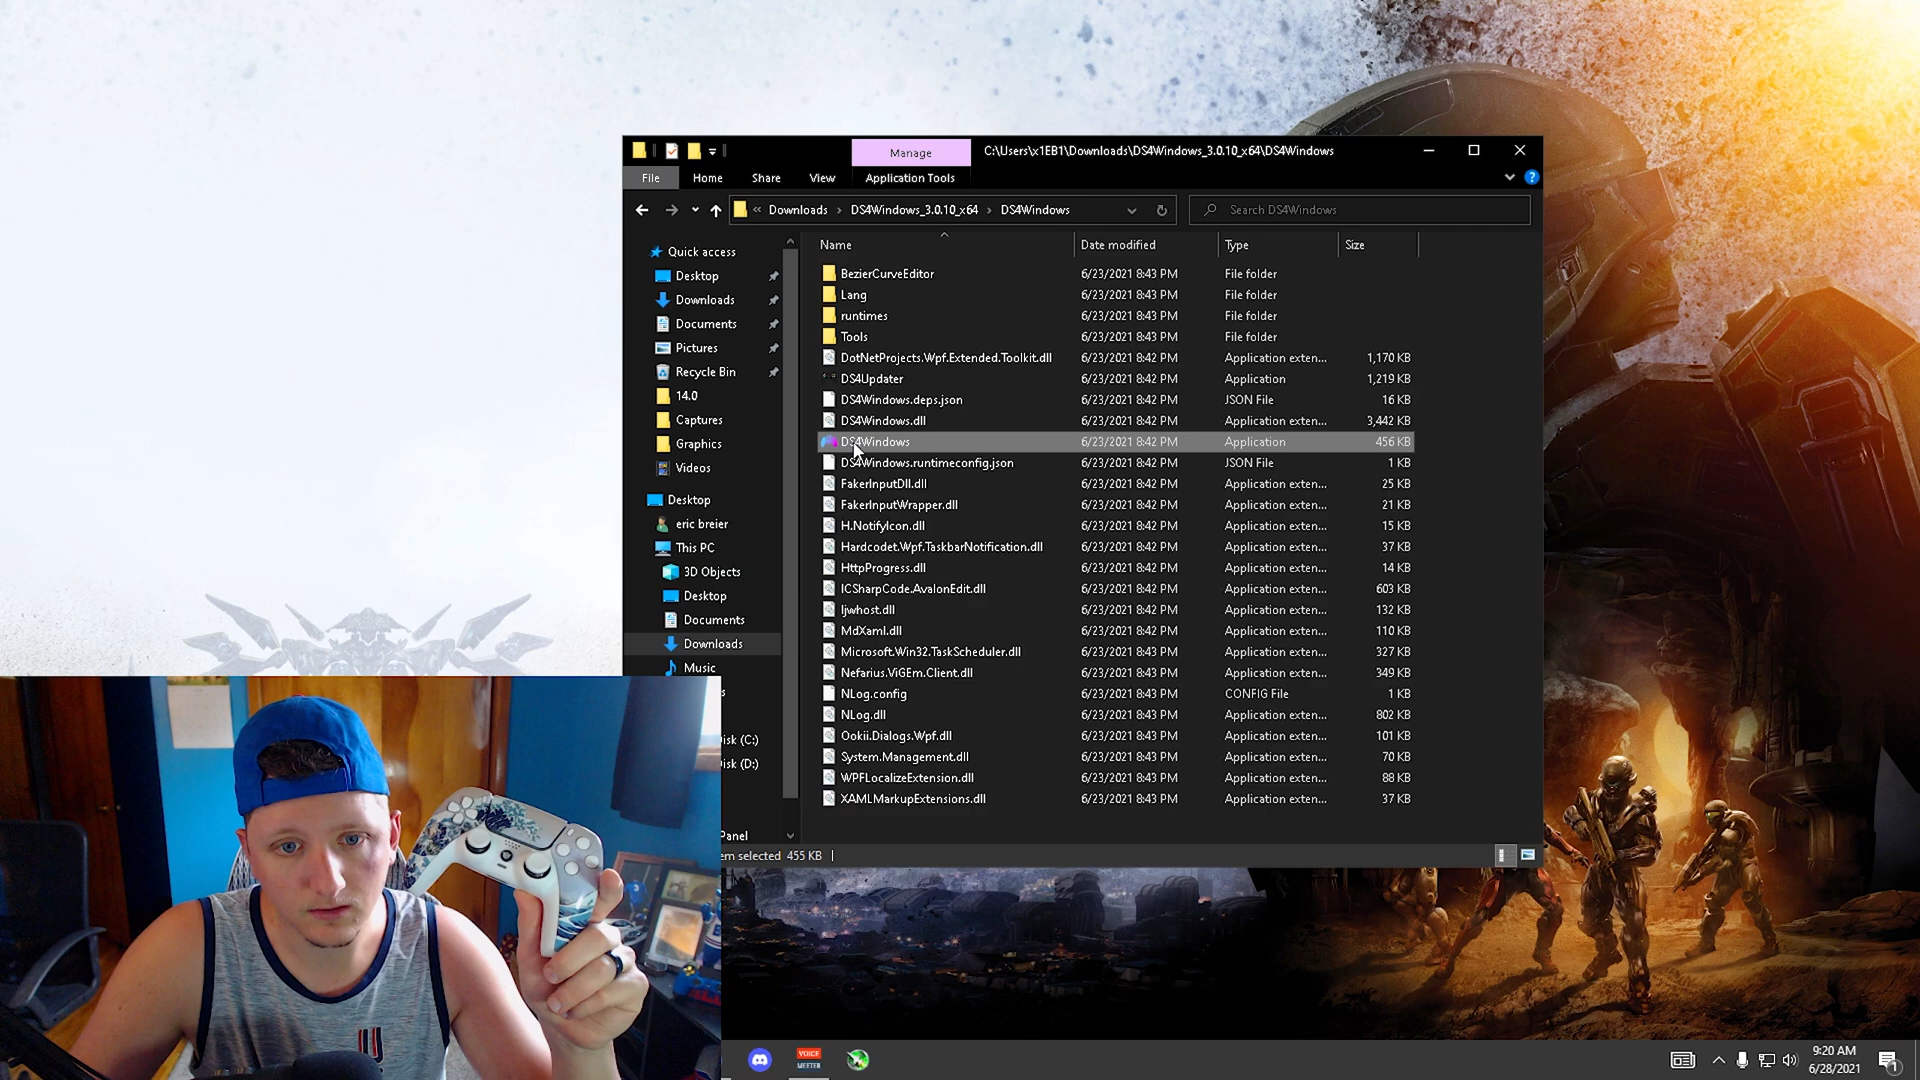 Manage
C:\Users\x1EB1\Downloads\DS4Windows_3.0.10_x64\DS4Windows
File Home Share View Application Tools
?
« Downloads › DS4Windows_3.0.10_x64 › DS4Windows
Search DS4Windows
Quick access
Desktop
Downloads
Documents
Pictures
Recycle Bin
14.0
Captures
Graphics
Videos
Desktop
eric breier
This PC
3D Objects
Desktop
Documents
Downloads
Music
s
isk (C:)
isk (D:)
Panel
Name Date modified Type Size
BezierCurveEditor 6/23/2021 8:43 PM File folder
Lang 6/23/2021 8:43 PM File folder
runtimes 6/23/2021 8:43 PM File folder
Tools 6/23/2021 8:43 PM File folder
DotNetProjects.Wpf.Extended.Toolkit.dll 6/23/2021 8:42 PM Application exten... 1,170 KB
DS4Updater 6/23/2021 8:42 PM Application 1,219 KB
DS4Windows.deps.json 6/23/2021 8:42 PM JSON File 16 KB
DS4Windows.dll 6/23/2021 8:42 PM Application exten... 3,442 KB
DS4Windows 6/23/2021 8:42 PM Application 456 KB
DS4Windows.runtimeconfig.json 6/23/2021 8:42 PM JSON File 1 KB
FakerInputDll.dll 6/23/2021 8:42 PM Application exten... 25 KB
FakerInputWrapper.dll 6/23/2021 8:42 PM Application exten... 21 KB
H.NotifyIcon.dll 6/23/2021 8:42 PM Application exten... 15 KB
Hardcodet.Wpf.TaskbarNotification.dll 6/23/2021 8:42 PM Application exten... 37 KB
HttpProgress.dll 6/23/2021 8:42 PM Application exten... 14 KB
ICSharpCode.AvalonEdit.dll 6/23/2021 8:42 PM Application exten... 603 KB
Ijwhost.dll 6/23/2021 8:42 PM Application exten... 132 KB
MdXaml.dll 6/23/2021 8:42 PM Application exten... 110 KB
Microsoft.Win32.TaskScheduler.dll 6/23/2021 8:42 PM Application exten... 327 KB
Nefarius.ViGEm.Client.dll 6/23/2021 8:43 PM Application exten... 349 KB
NLog.config 6/23/2021 8:43 PM CONFIG File 1 KB
NLog.dll 6/23/2021 8:43 PM Application exten... 802 KB
Ookii.Dialogs.Wpf.dll 6/23/2021 8:43 PM Application exten... 101 KB
System.Management.dll 6/23/2021 8:43 PM Application exten... 70 KB
WPFLocalizeExtension.dll 6/23/2021 8:43 PM Application exten... 88 KB
XAMLMarkupExtensions.dll 6/23/2021 8:43 PM Application exten... 37 KB
em selected 455 KB
VOICE
MEETER
9:20 AM
6/28/2021
1